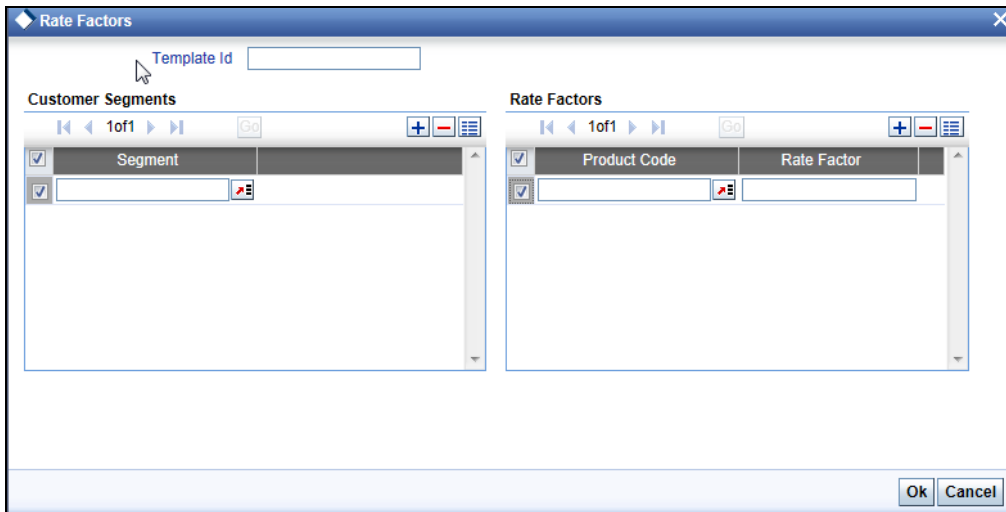 Rate Factors
Template Id
Customer Segments
1of1 Go
Segment
Rate Factors
1of1 Go
Product Code Rate Factor
Ok Cancel